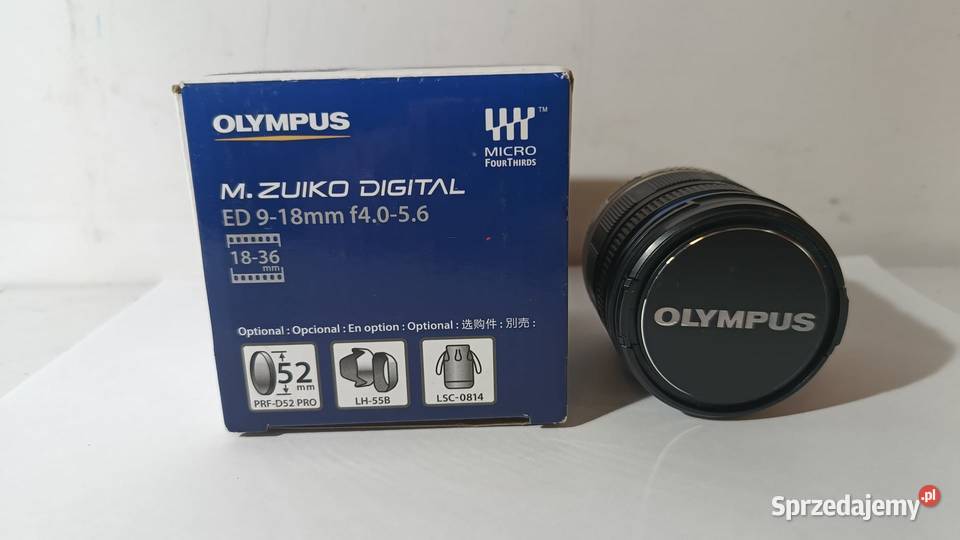 OLYMPUS
MICRO
FOURTHIRDS
TM
M.ZUIKO DIGITAL
ED 9-18mm f4.0-5.6
18-36
mm
Optional : Opcional : En option : Optional : 选购件 : 別売 :
52
mm
PRF-D52 PRO
LH-55B
LSC-0814
OLYMPUS
Sprzedajemy.pl